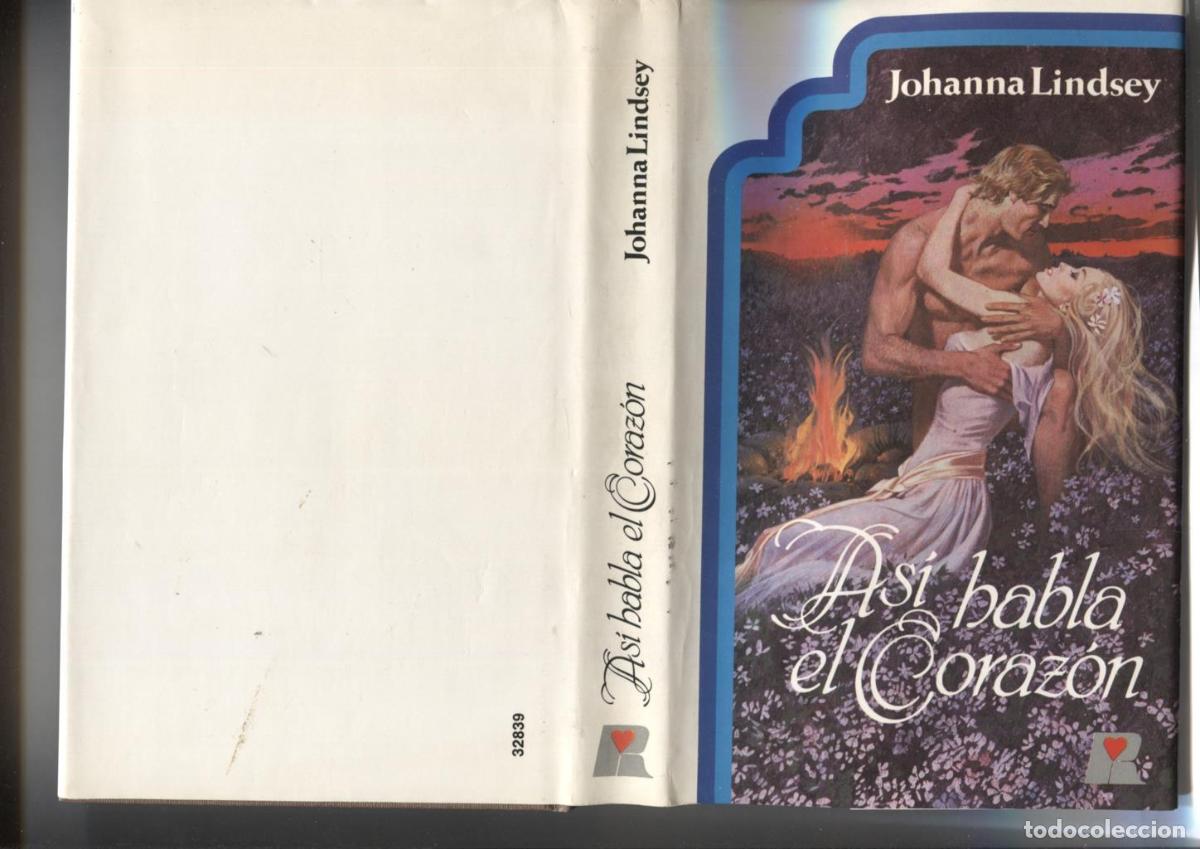 32839
Johanna Lindsey
Así habla el Corazón
R
Johanna Lindsey
Así habla
el Corazón
R
todocoleccion